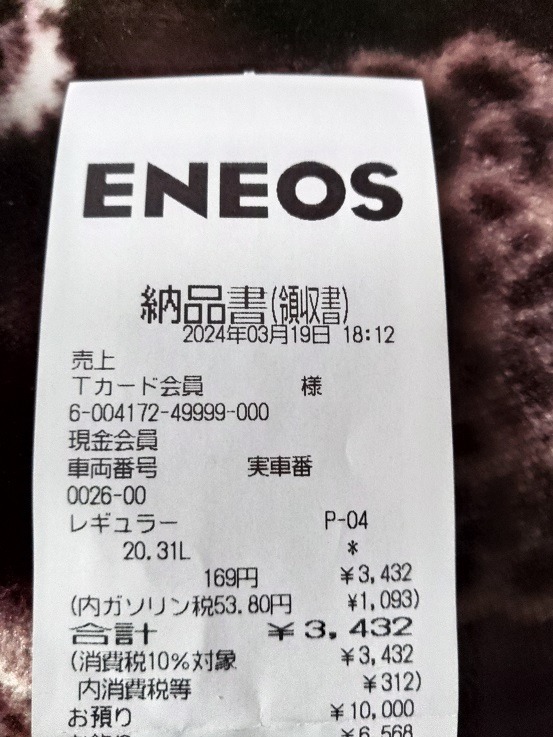 ENEOS
納品書(領収書)
2024年03月19日 18:12
売上
Tカード会員 様
6-004172-49999-000
現金会員
車両番号 実車番
0026-00
レギュラー P-04
20.31L *
169円 ¥3,432
(内ガソリン税53.80円 ¥1,093)
合計 ¥3,432
(消費税10%対象 ¥3,432
内消費税等 ¥312)
お預り ¥10,000
¥6,568